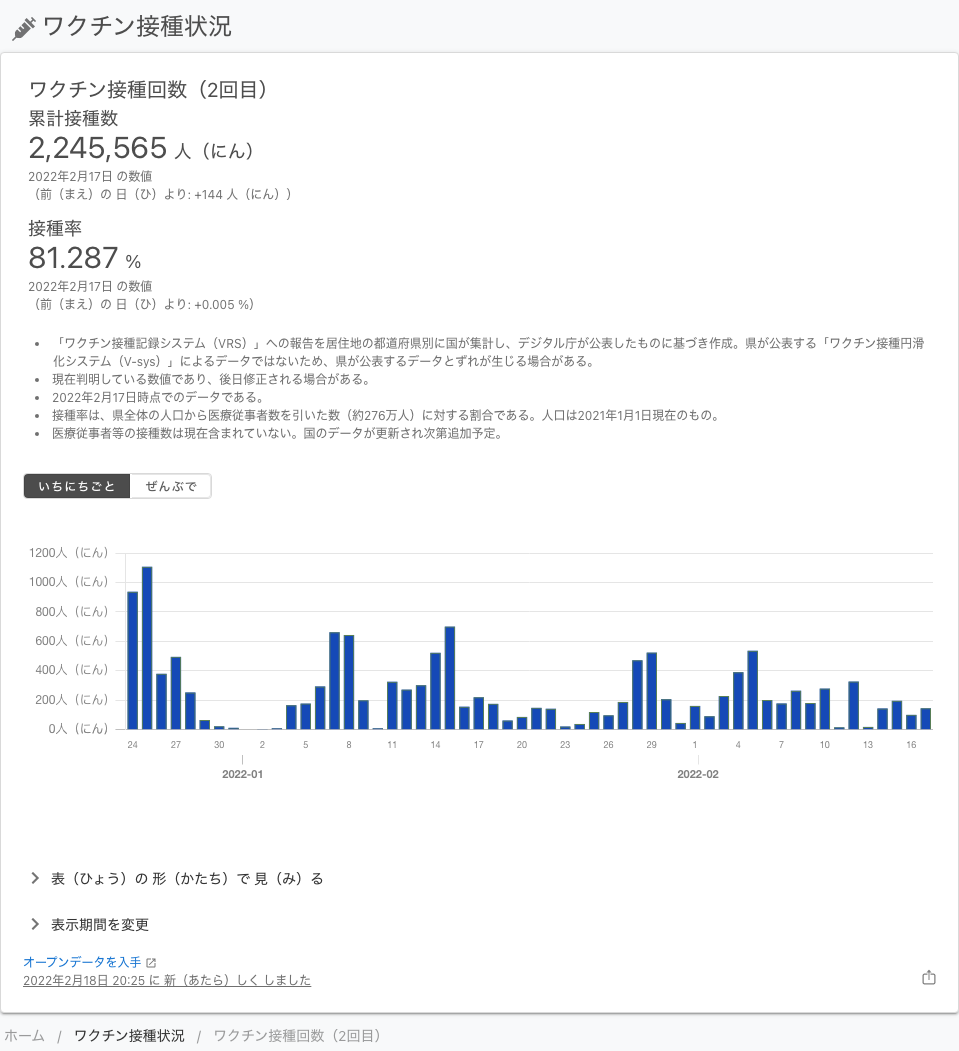 ワクチン接種状況
ワクチン接種回数（2回目）
累計接種数
2,245,565 人（にん）
2022年2月17日 の数値
（前（まえ）の 日（ひ）より: +144 人（にん））
接種率
81.287 %
2022年2月17日 の数値
（前（まえ）の 日（ひ）より: +0.005 %）
• 「ワクチン接種記録システム（VRS）」への報告を居住地の都道府県別に国が集計し、デジタル庁が公表したものに基づき作成。県が公表する「ワクチン接種円滑
化システム（V-sys）」によるデータではないため、県が公表するデータとずれが生じる場合がある。
• 現在判明している数値であり、後日修正される場合がある。
• 2022年2月17日時点でのデータである。
• 接種率は、県全体の人口から医療従事者数を引いた数（約276万人）に対する割合である。人口は2021年1月1日現在のもの。
• 医療従事者等の接種数は現在含まれていない。国のデータが更新され次第追加予定。
いちにちごと ぜんぶで
1200人（にん）
1000人（にん）
800人（にん）
600人（にん）
400人（にん）
200人（にん）
0人（にん）
24 27 30 2 5 8 11 14 17 20 23 26 29 1 4 7 10 13 16
2022-01 2022-02
表（ひょう）の 形（かたち）で 見（み）る
表示期間を変更
オープンデータを入手
2022年2月18日 20:25 に 新（あたら）しく しました
ホーム / ワクチン接種状況 / ワクチン接種回数（2回目）